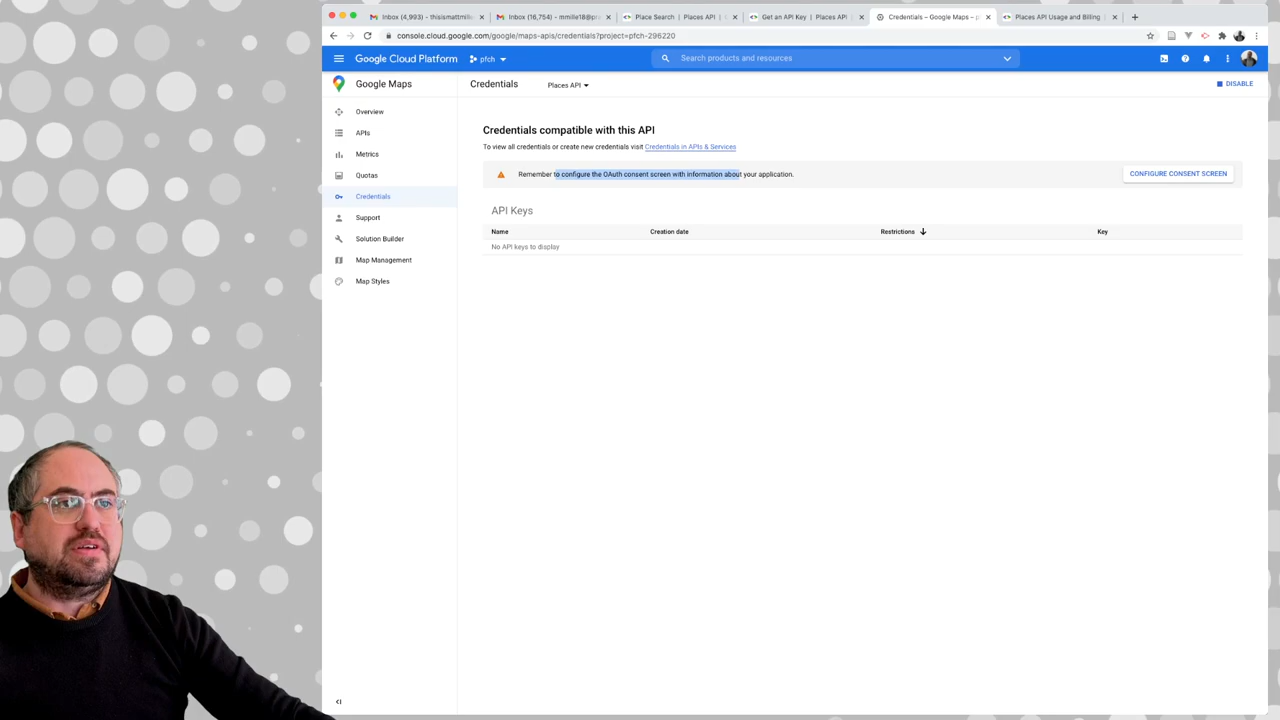 Inbox (4,993) – thisismattmille
Inbox (16,754) – mmille18@pr
Place Search | Places API |
Get an API Key | Places API
Credentials – Google Maps – p
Places API Usage and Billing
console.cloud.google.com/google/maps-apis/credentials?project=pfch-296220
Google Cloud Platform
pfch
Search products and resources
Google Maps
Credentials
Places API
DISABLE
Overview
APIs
Metrics
Quotas
Credentials
Support
Solution Builder
Map Management
Map Styles
Credentials compatible with this API
To view all credentials or create new credentials visit Credentials in APIs & Services
Remember to configure the OAuth consent screen with information about your application.
CONFIGURE CONSENT SCREEN
API Keys
Name Creation date Restrictions Key
No API keys to display